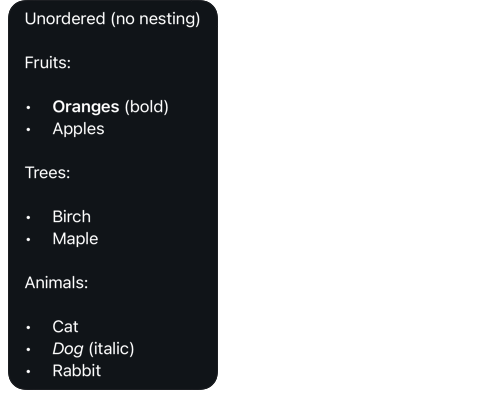 Unordered (no nesting)
Fruits:
• Oranges (bold)
• Apples
Trees:
• Birch
• Maple
Animals:
• Cat
• Dog (italic)
• Rabbit